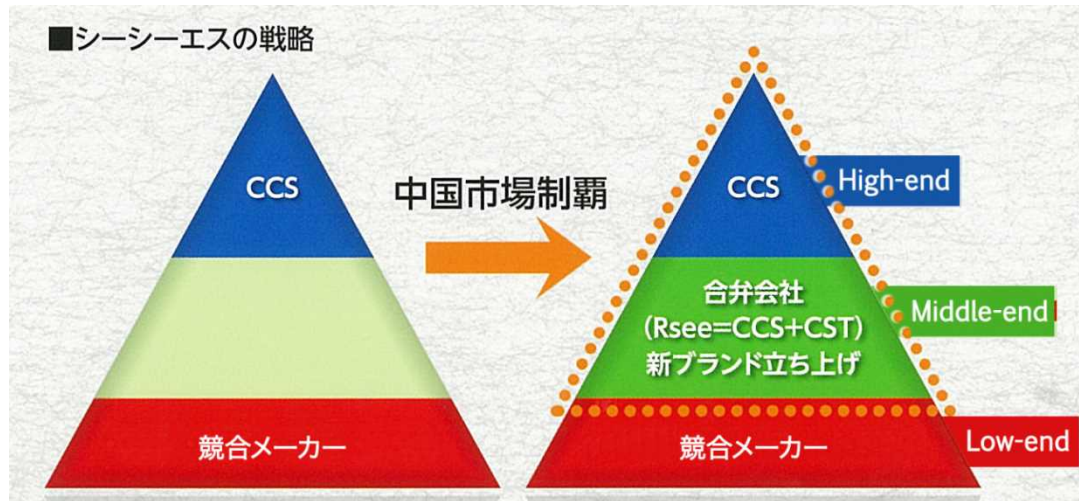 ■シーシーエスの戦略
CCS
競合メーカー
中国市場制覇
CCS
合弁会社
(Rsee=CCS+CST)
新ブランド立ち上げ
競合メーカー
High-end
Middle-end
Low-end